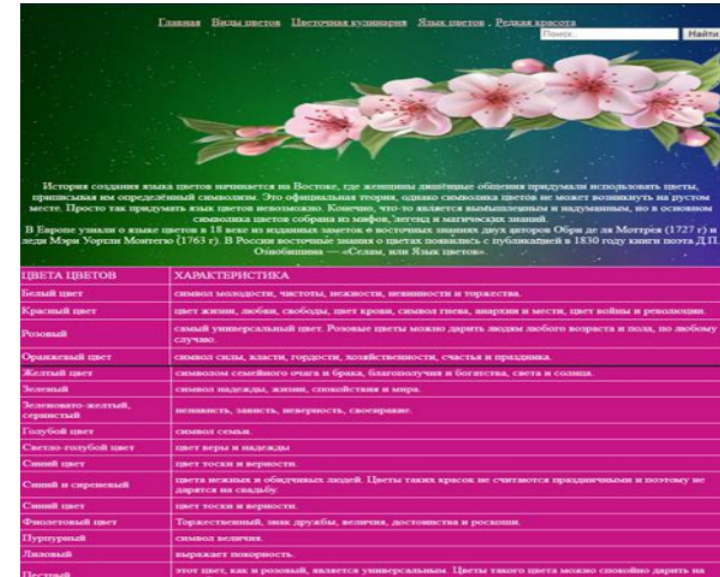 Главная Виды цветов Цветочная кулинария Язык цветов . Редкая красота
Поиск.. Найти
История создания языка цветов начинается на Востоке, где женщины лишённые общения придумали использовать цветы,
приписывая им определённый символизм. Это официальная теория, однако символика цветов не может возникнуть на пустом
месте. Просто так придумать язык цветов невозможно. Конечно, что-то является вымышленным и надуманным, но в основном
символика цветов собрана из мифов, легенд и магических знаний.
В Европе узнали о языке цветов в 18 веке из изданных заметок о восточных знаниях двух авторов Обри де ля Моттрея (1727 г) и
леди Мэри Уортли Монтегю (1763 г). В России восточные знания о цветах появились с публикацией в 1830 году книги поэта Д.П.
Ознобишина — «Селам, или Язык цветов».
ЦВЕТА ЦВЕТОВ ХАРАКТЕРИСТИКА
Белый цвет символ молодости, чистоты, нежности, невинности и торжества.
Красный цвет цвет жизни, любви, свободы, цвет крови, символ гнева, анархии и мести, цвет войны и революции.
Розовый самый универсальный цвет. Розовые цветы можно дарить людям любого возраста и пола, по любому
случаю.
Оранжевый цвет символ силы, власти, гордости, хозяйственности, счастья и праздника.
Желтый цвет символом семейного очага и брака, благополучия и богатства, света и солнца.
Зеленый символ надежды, жизни, спокойствия и мира.
Зеленовато-желтый,
сернистый ненависть, зависть, неверность, своенравие.
Голубой цвет символ семьи.
Светло-голубой цвет цвет веры и надежды
Синий цвет цвет тоски и верности.
Синий и сиреневый цвета нежных и обидчивых людей. Цветы таких красок не считаются праздничными и поэтому не
дарятся на свадьбу.
Синий цвет цвет тоски и верности.
Фиолетовый цвет Торжественный, знак дружбы, величия, достоинства и роскоши.
Пурпурный символ величия.
Лиловый выражает покорность.
Пестрый этот цвет, как и розовый, является универсальным. Цветы такого цвета можно спокойно дарить на